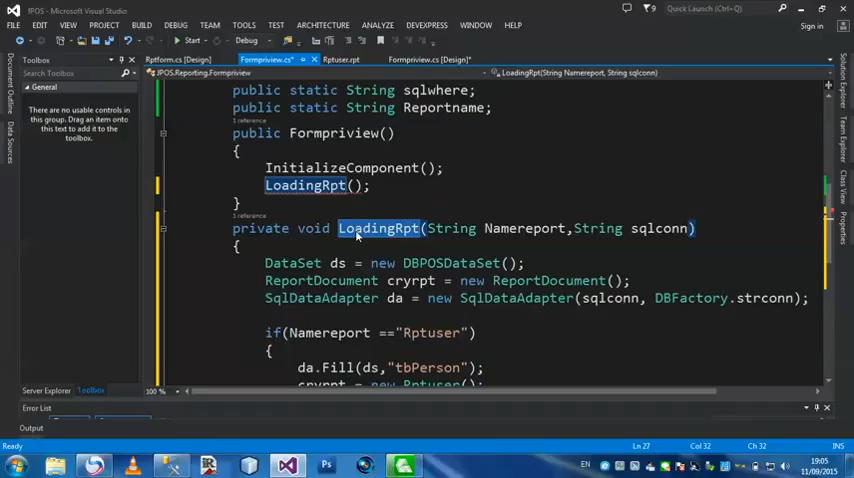 IPOS - Microsoft Visual Studio
Quick Launch (Ctrl+Q)
FILE EDIT VIEW PROJECT BUILD DEBUG TEAM TOOLS TEST ARCHITECTURE ANALYZE DEVEXPRESS WINDOW HELP
Sign in
Start Debug
Toolbox
Rptform.cs [Design] Formpriview.cs* Rptuser.rpt Formpriview.cs [Design]*
Search Toolbox
IPOS.Reporting.Formpriview
LoadingRpt(String Namereport, String sqlconn)
General
There are no usable controls in this group. Drag an item onto this text to add it to the toolbox.
Document Outline
Data Sources
Solution Explorer
Team Explorer
Class View
Properties
public static String sqlwhere;
public static String Reportname;
1 reference
public Formpriview()
{
InitializeComponent();
LoadingRpt();
}
1 reference
private void LoadingRpt(String Namereport,String sqlconn)
{
DataSet ds = new DBPOSDataSet();
ReportDocument cryrpt = new ReportDocument();
SqlDataAdapter da = new SqlDataAdapter(sqlconn, DBFactory.strconn);
if(Namereport =="Rptuser")
{
da.Fill(ds,"tbPerson");
cryrpt = new Rptuser();
Server Explorer Toolbox
100 %
Error List
Output
Ready
Ln 27 Col 32 Ch 32 INS
EN
19:05
11/09/2015